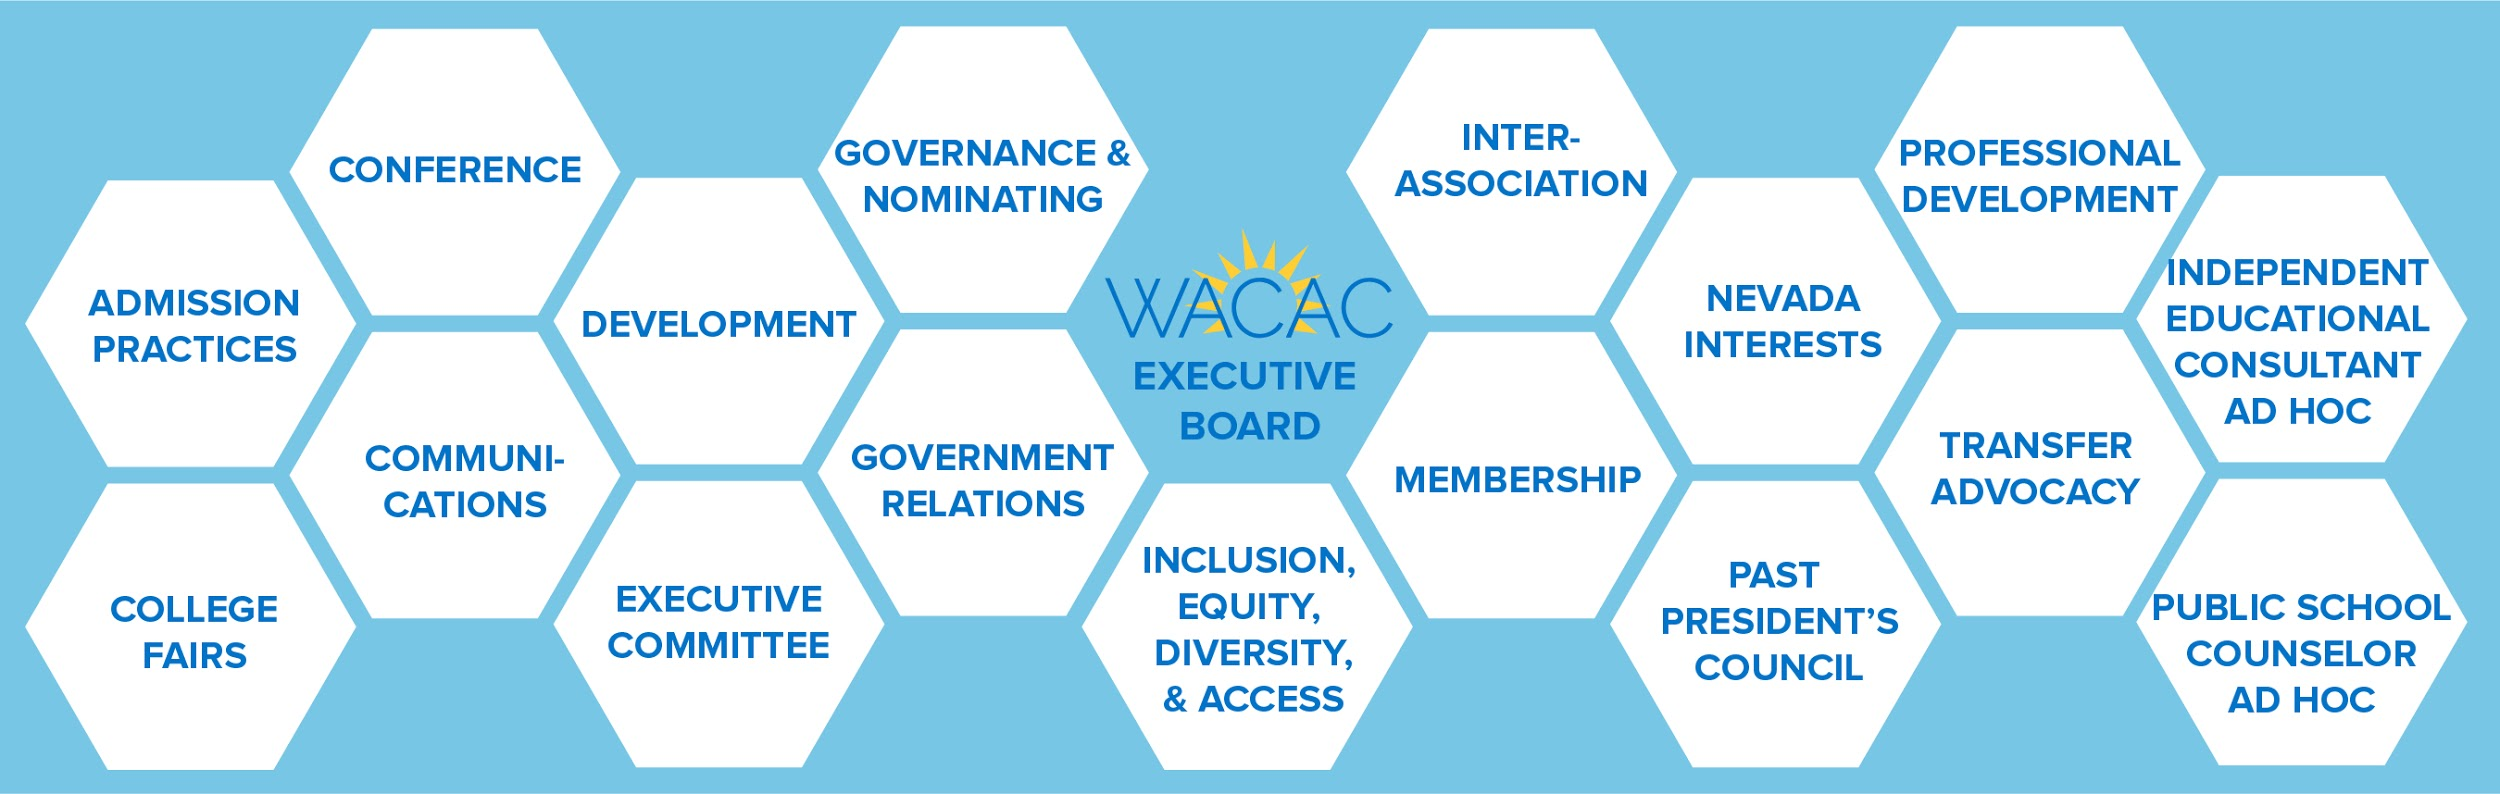 ADMISSION
PRACTICES
COLLEGE
FAIRS
CONFERENCE
COMMUNI-
CATIONS
DEVELOPMENT
EXECUTIVE
COMMITTEE
GOVERNANCE &
NOMINATING
GOVERNMENT
RELATIONS
WACAC
EXECUTIVE
BOARD
INCLUSION,
EQUITY,
DIVERSITY,
& ACCESS
INTER-
ASSOCIATION
MEMBERSHIP
NEVADA
INTERESTS
PAST
PRESIDENT’S
COUNCIL
PROFESSIONAL
DEVELOPMENT
TRANSFER
ADVOCACY
INDEPENDENT
EDUCATIONAL
CONSULTANT
AD HOC
PUBLIC SCHOOL
COUNSELOR
AD HOC